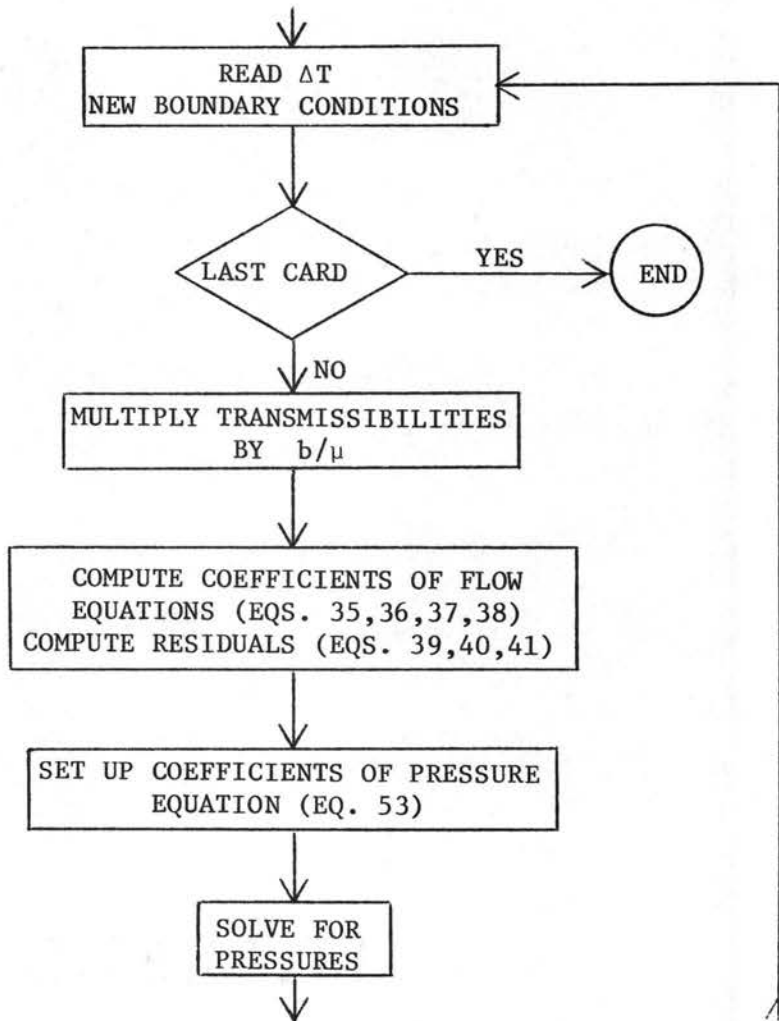 READ ΔT
NEW BOUNDARY CONDITIONS
LAST CARD
YES
END
NO
MULTIPLY TRANSMISSIBILITIES
BY b/μ
COMPUTE COEFFICIENTS OF FLOW
EQUATIONS (EQS. 35,36,37,38)
COMPUTE RESIDUALS (EQS. 39,40,41)
SET UP COEFFICIENTS OF PRESSURE
EQUATION (EQ. 53)
SOLVE FOR
PRESSURES